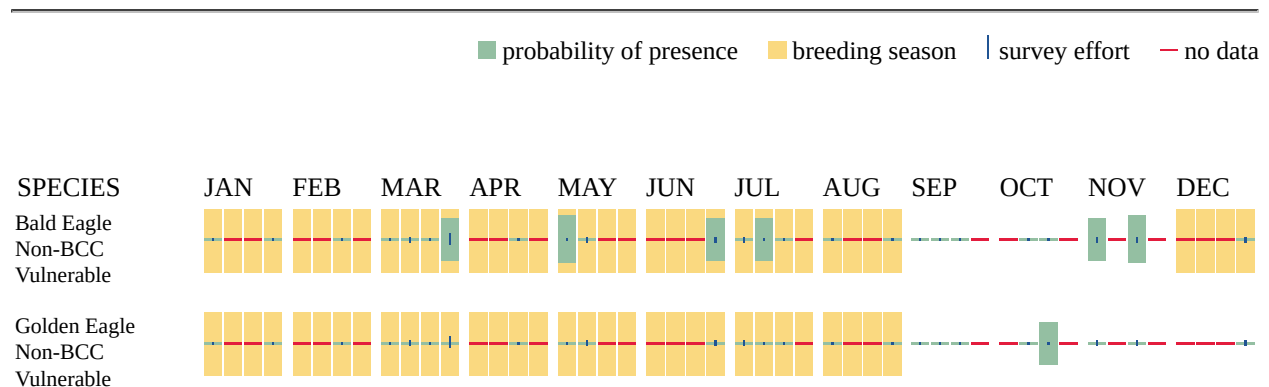 probability of presence breeding season survey effort no data
SPECIES JAN FEB MAR APR MAY JUN JUL AUG SEP OCT NOV DEC
Bald Eagle
Non-BCC
Vulnerable
Golden Eagle
Non-BCC
Vulnerable